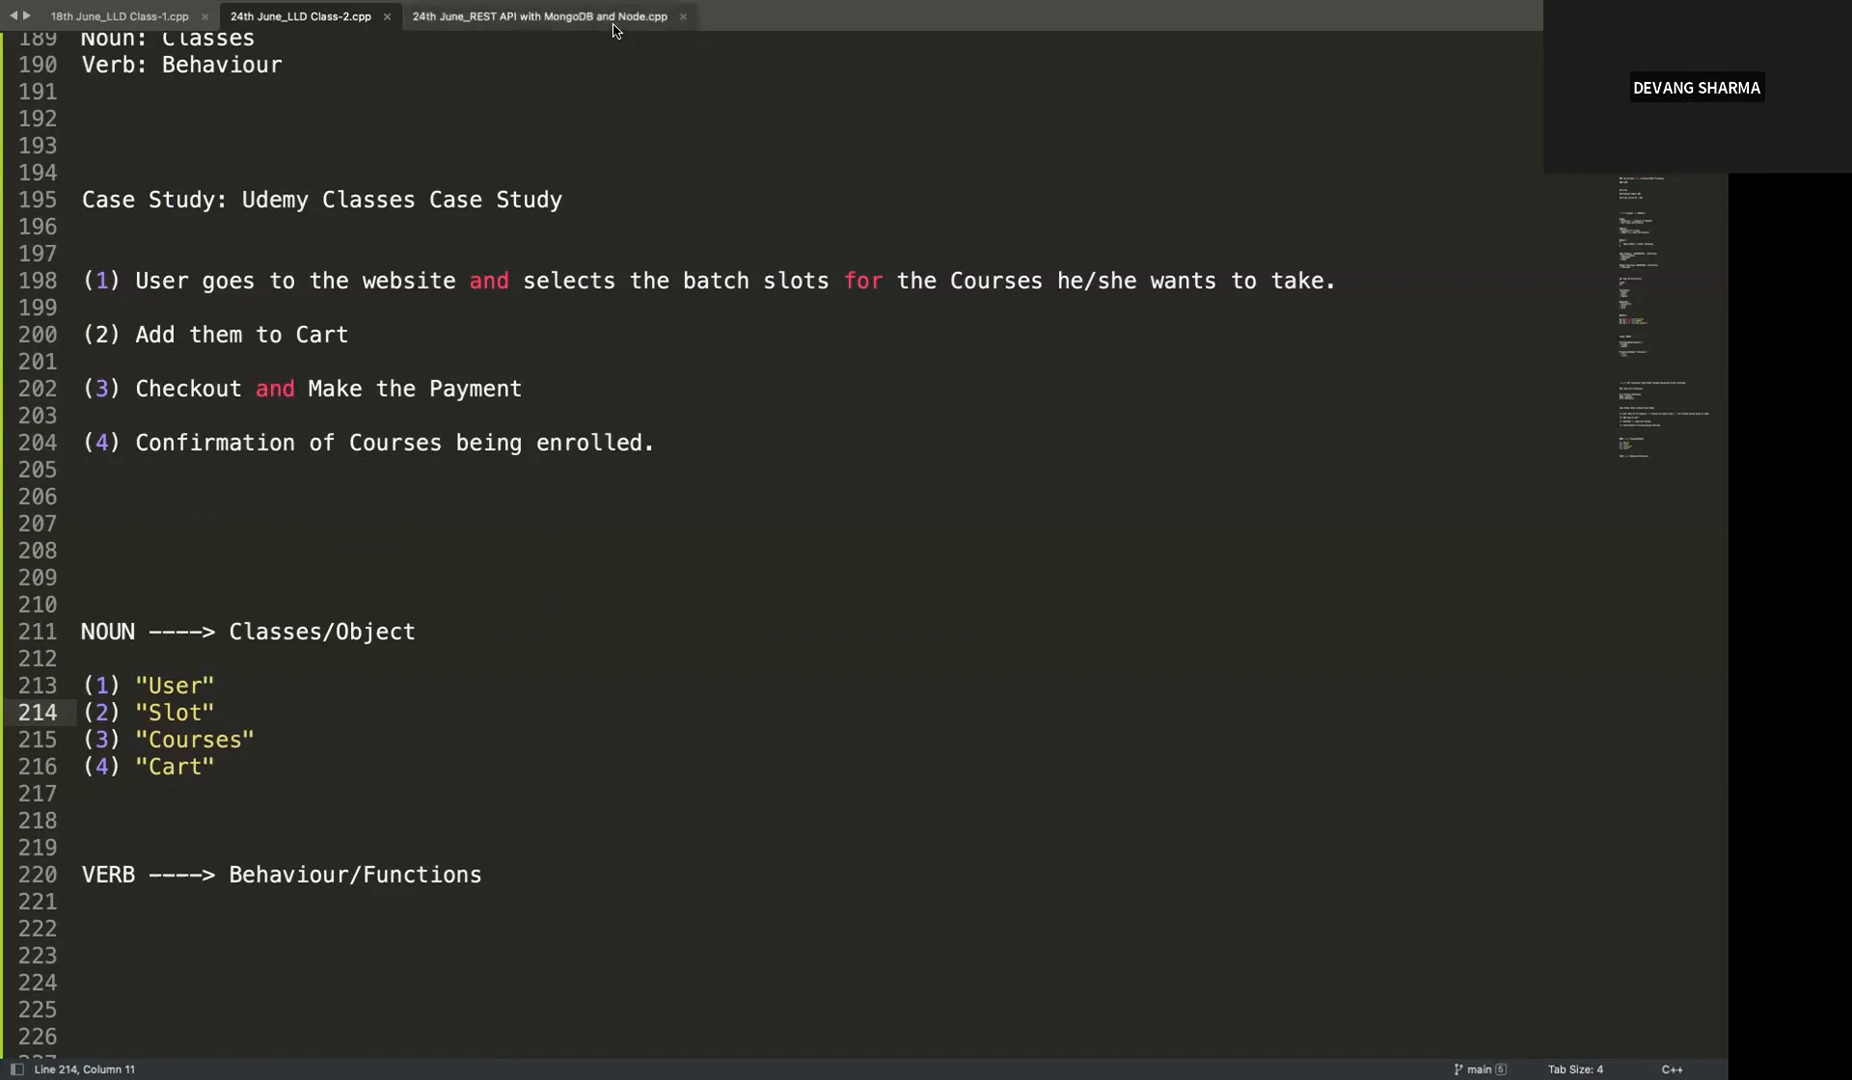 18th June_LLD Class-1.cpp × 24th June_LLD Class-2.cpp × 24th June_REST API with MongoDB and Node.cpp ×
DEVANG SHARMA
189 Noun: Classes
190 Verb: Behaviour
191
192
193
194
195 Case Study: Udemy Classes Case Study
196
197
198 (1) User goes to the website and selects the batch slots for the Courses he/she wants to take.
199
200 (2) Add them to Cart
201
202 (3) Checkout and Make the Payment
203
204 (4) Confirmation of Courses being enrolled.
205
206
207
208
209
210
211 NOUN ----> Classes/Object
212
213 (1) "User"
214 (2) "Slot"
215 (3) "Courses"
216 (4) "Cart"
217
218
219
220 VERB ----> Behaviour/Functions
221
222
223
224
225
226
Line 214, Column 11 main 5 Tab Size: 4 C++